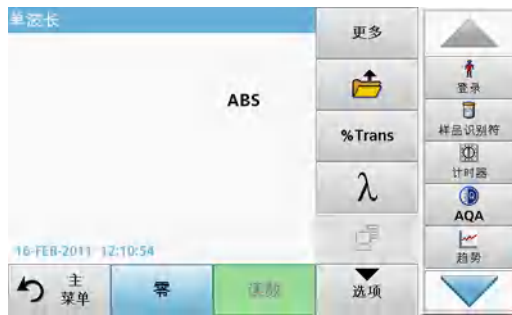 单波长
ABS
16-FEB-2011 12:10:54
主
菜单
零
读数
更多
%Trans
λ
选项
登录
样品识别符
计时器
AQA
趋势